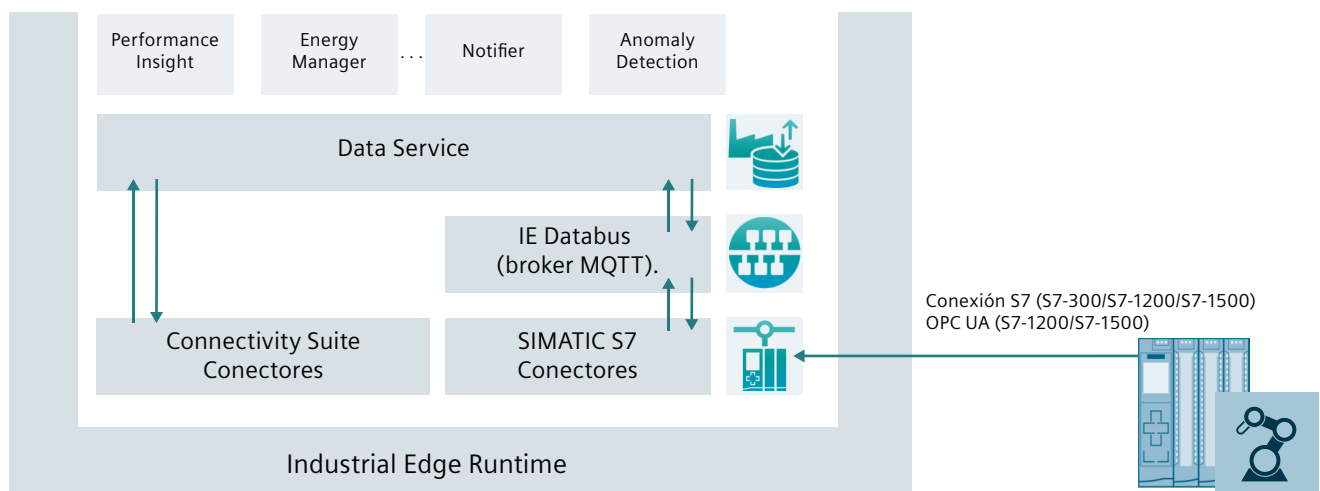 Performance
Insight
Energy
Manager
...
Notifier
Anomaly
Detection
Data Service
IE Databus
(broker MQTT).
Conexión S7 (S7-300/S7-1200/S7-1500)
OPC UA (S7-1200/S7-1500)
Connectivity Suite
Conectores
SIMATIC S7
Conectores
Industrial Edge Runtime